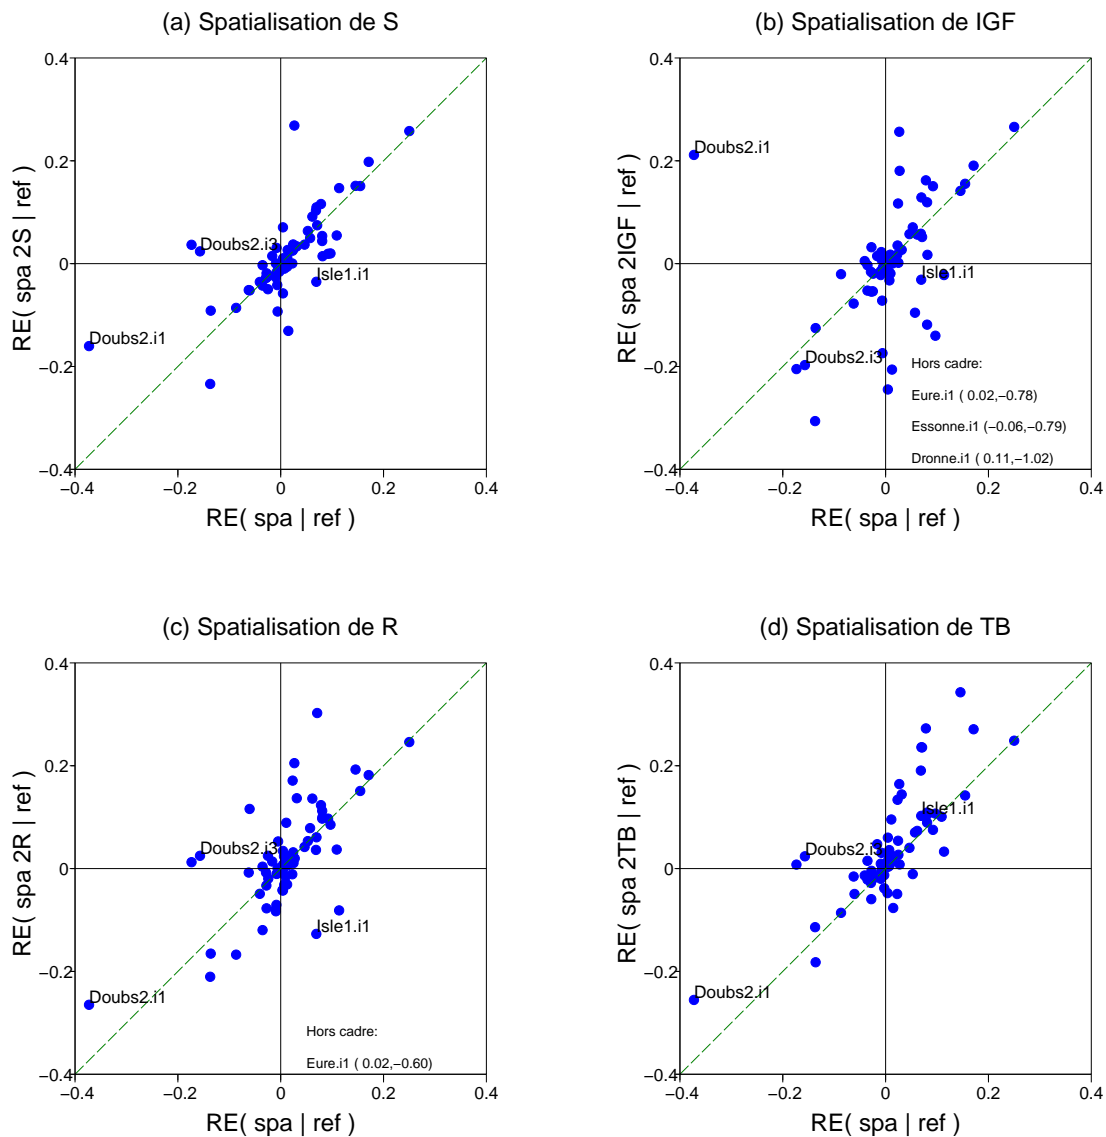 (a) Spatialisation de S
RE( spa 2S | ref )
0.4
0.2
0
−0.2
−0.4
Doubs2.i3
Isle1.i1
Doubs2.i1
−0.4
−0.2
0
0.2
0.4
RE( spa | ref )
(b) Spatialisation de IGF
RE( spa 2IGF | ref )
0.4
0.2
0
−0.2
−0.4
Doubs2.i1
Isle1.i1
Doubs2.i3
Hors cadre:
Eure.i1 ( 0.02,−0.78)
Essonne.i1 (−0.06,−0.79)
Dronne.i1 ( 0.11,−1.02)
−0.4
−0.2
0
0.2
0.4
RE( spa | ref )
(c) Spatialisation de R
RE( spa 2R | ref )
0.4
0.2
0
−0.2
−0.4
Doubs2.i3
Isle1.i1
Doubs2.i1
Hors cadre:
Eure.i1 ( 0.02,−0.60)
−0.4
−0.2
0
0.2
0.4
RE( spa | ref )
(d) Spatialisation de TB
RE( spa 2TB | ref )
0.4
0.2
0
−0.2
−0.4
Isle1.i1
Doubs2.i3
Doubs2.i1
−0.4
−0.2
0
0.2
0.4
RE( spa | ref )